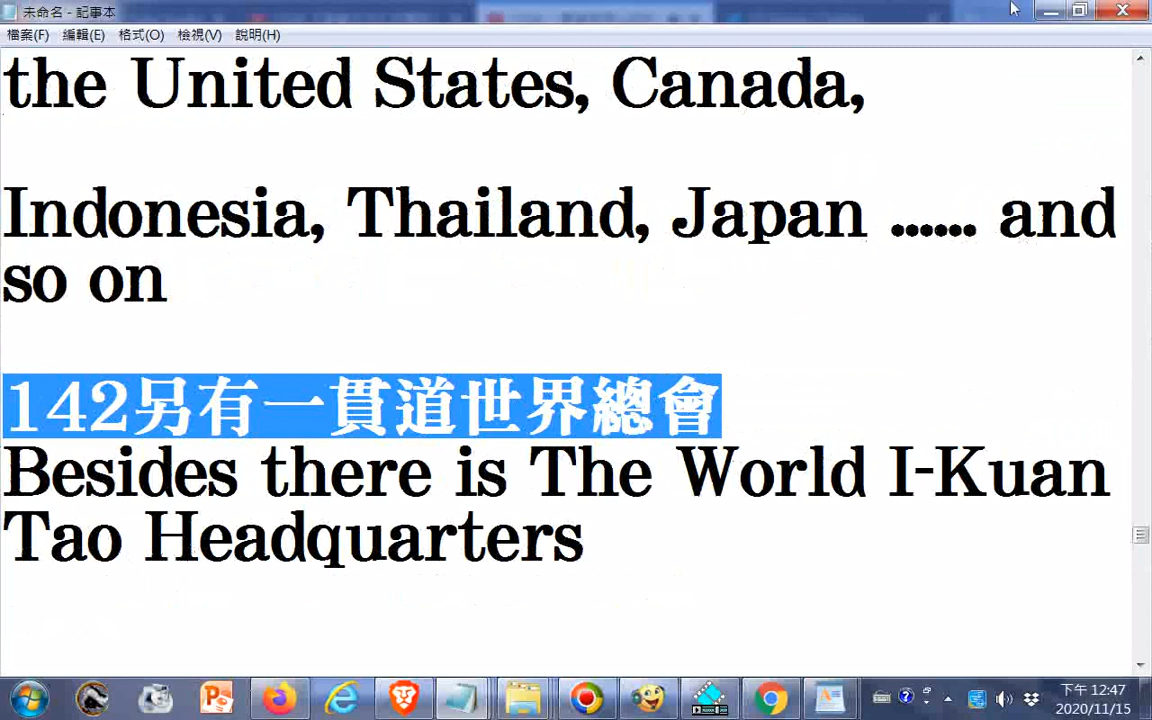 未命名 - 記事本
檔案(F) 編輯(E) 格式(O) 檢視(V) 說明(H)
the United States, Canada,
Indonesia, Thailand, Japan ...... and
so on
142另有一貫道世界總會
Besides there is The World I-Kuan
Tao Headquarters
下午 12:47
2020/11/15